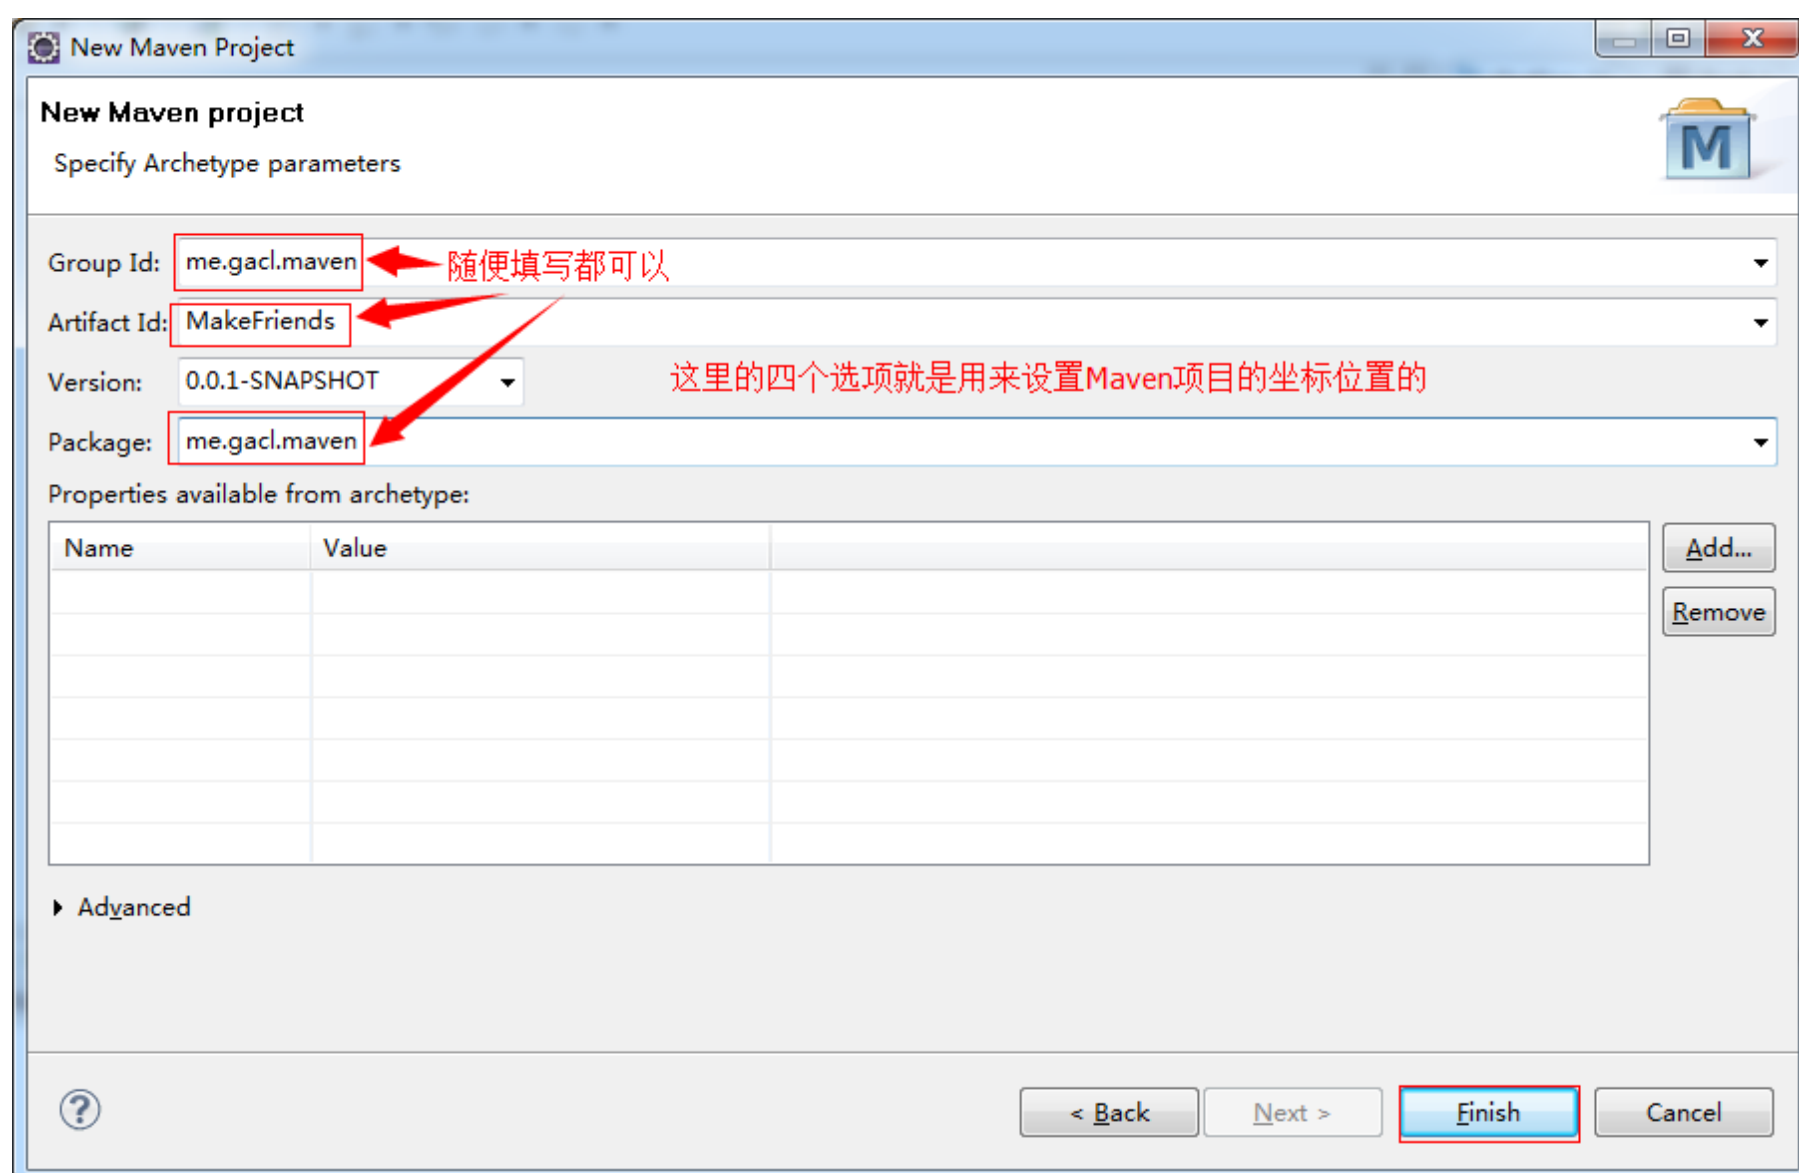 New Maven Project
New Maven project
Specify Archetype parameters
M
Group Id: me.gacl.maven 随便填写都可以
Artifact Id: MakeFriends
Version: 0.0.1-SNAPSHOT 这里的四个选项就是用来设置Maven项目的坐标位置的
Package: me.gacl.maven
Properties available from archetype:
Name Value Add...
Remove
Advanced
? < Back Next > Finish Cancel